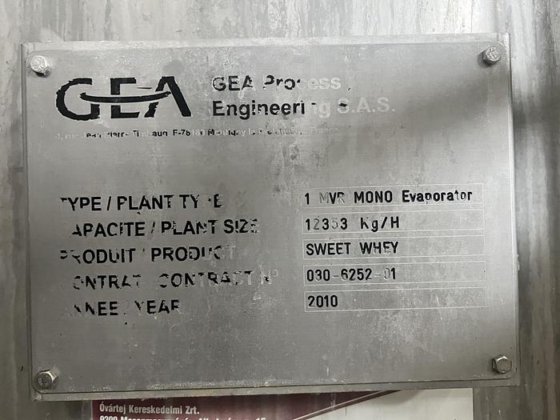 GEA
GEA Process
Engineering S.A.S.
TYPE / PLANT TYPE 1 MVR MONO Evaporator
CAPACITE / PLANT SIZE 12353 Kg/H
PRODUIT / PRODUCT SWEET WHEY
CONTRAT / CONTRACT N° 030-6252-01
ANNEE / YEAR 2010
Óvártej Kereskedelmi Zrt.